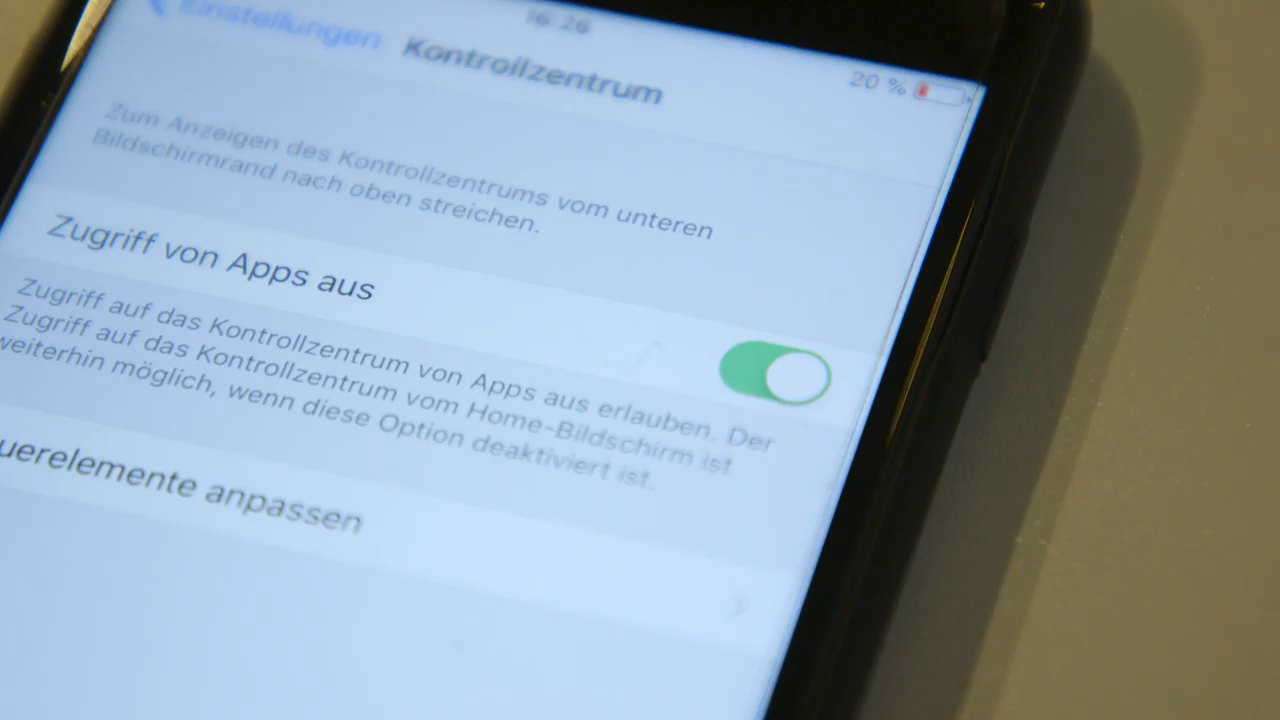 16:26
Einstellungen Kontrollzentrum
20 %
Zum Anzeigen des Kontrollzentrums vom unteren
Bildschirmrand nach oben streichen.
Zugriff von Apps aus
Zugriff auf das Kontrollzentrum von Apps aus erlauben. Der
Zugriff auf das Kontrollzentrum vom Home-Bildschirm ist
weiterhin möglich, wenn diese Option deaktiviert ist.
uerelemente anpassen